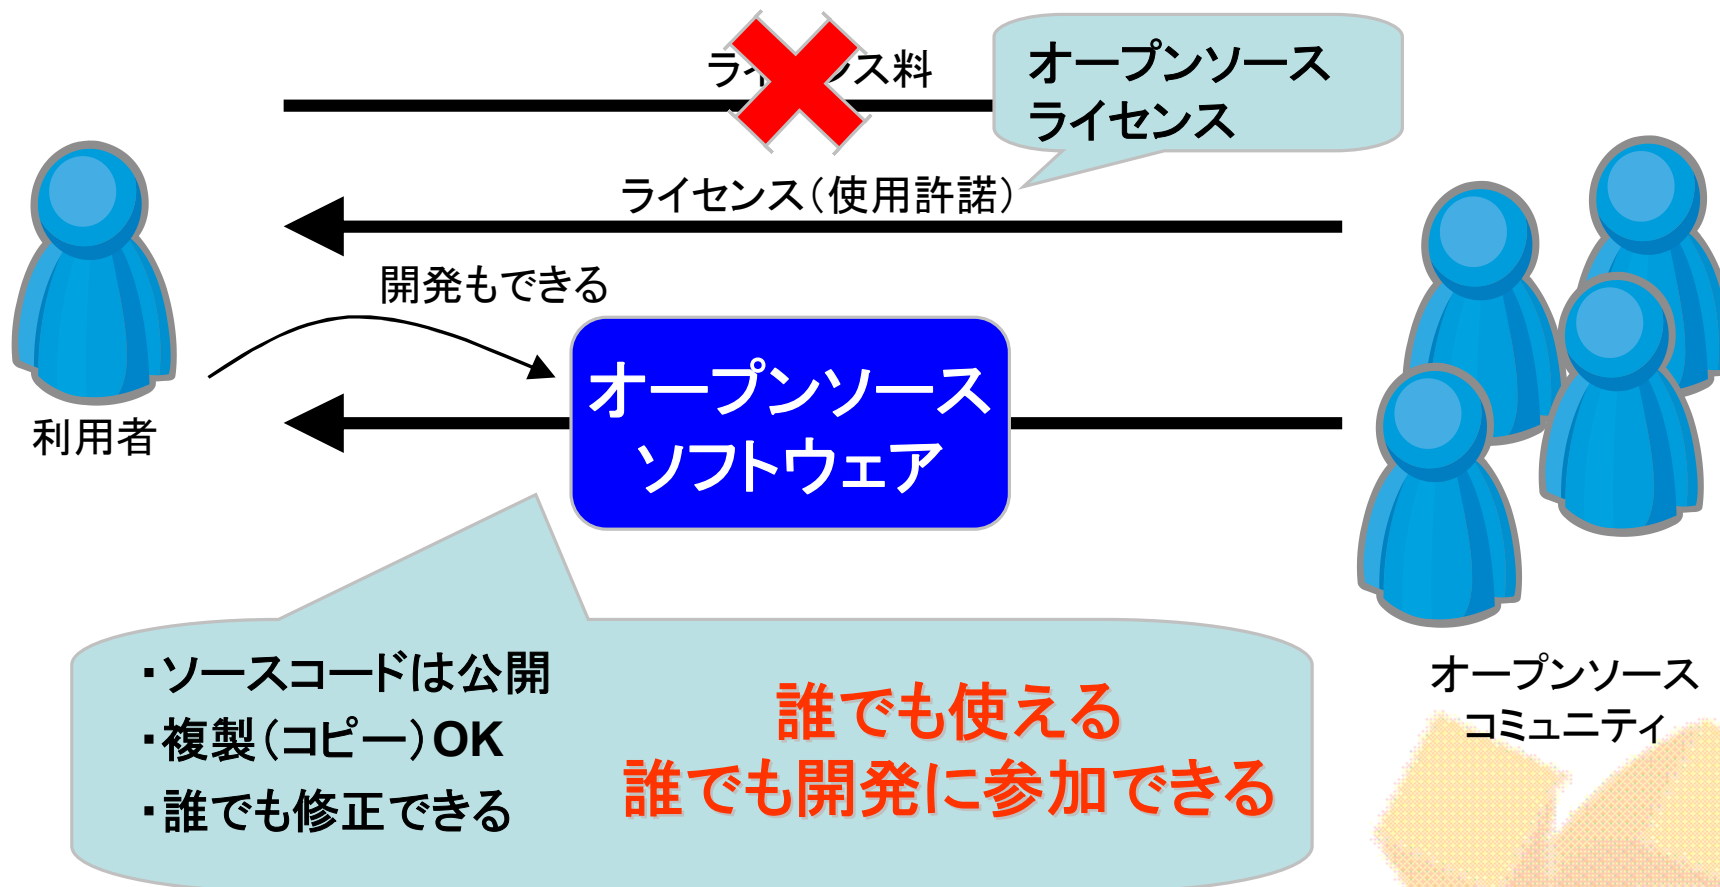 ライセンス料
オープンソース
ライセンス
ライセンス（使用許諾）
開発もできる
オープンソース
ソフトウェア
利用者
・ソースコードは公開
・複製（コピー）OK
・誰でも修正できる
誰でも使える
誰でも開発に参加できる
オープンソース
コミュニティ